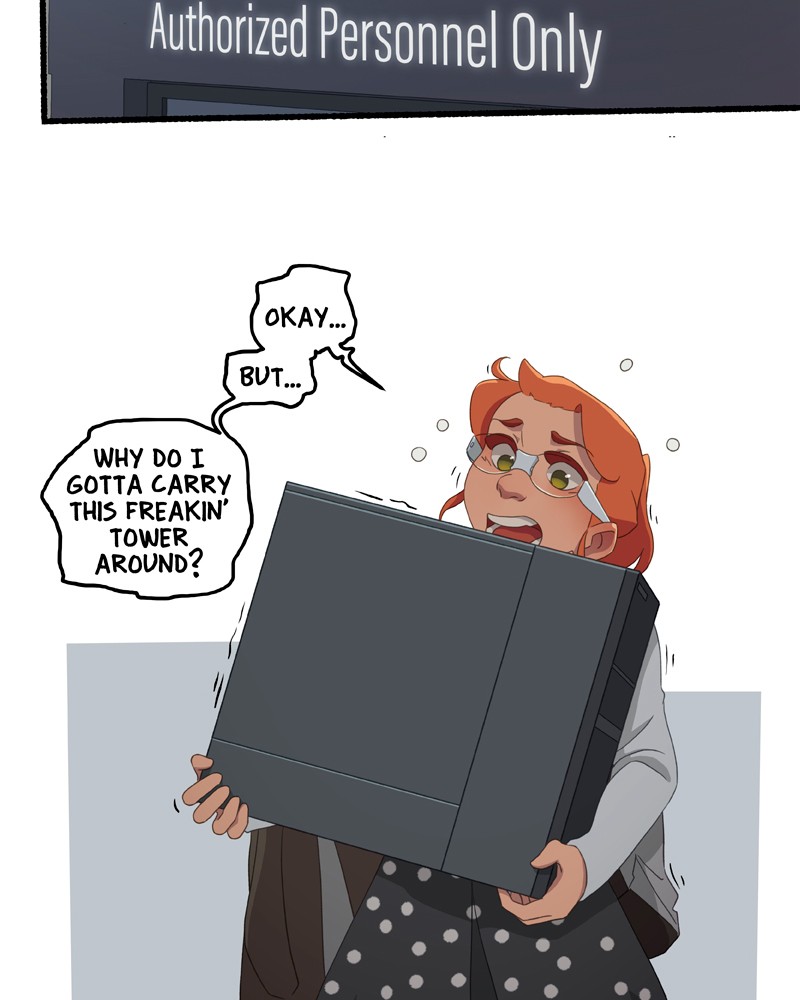 Authorized Personnel Only
OKAY...
BUT...
WHY DO I
GOTTA CARRY
THIS FREAKIN'
TOWER
AROUND?